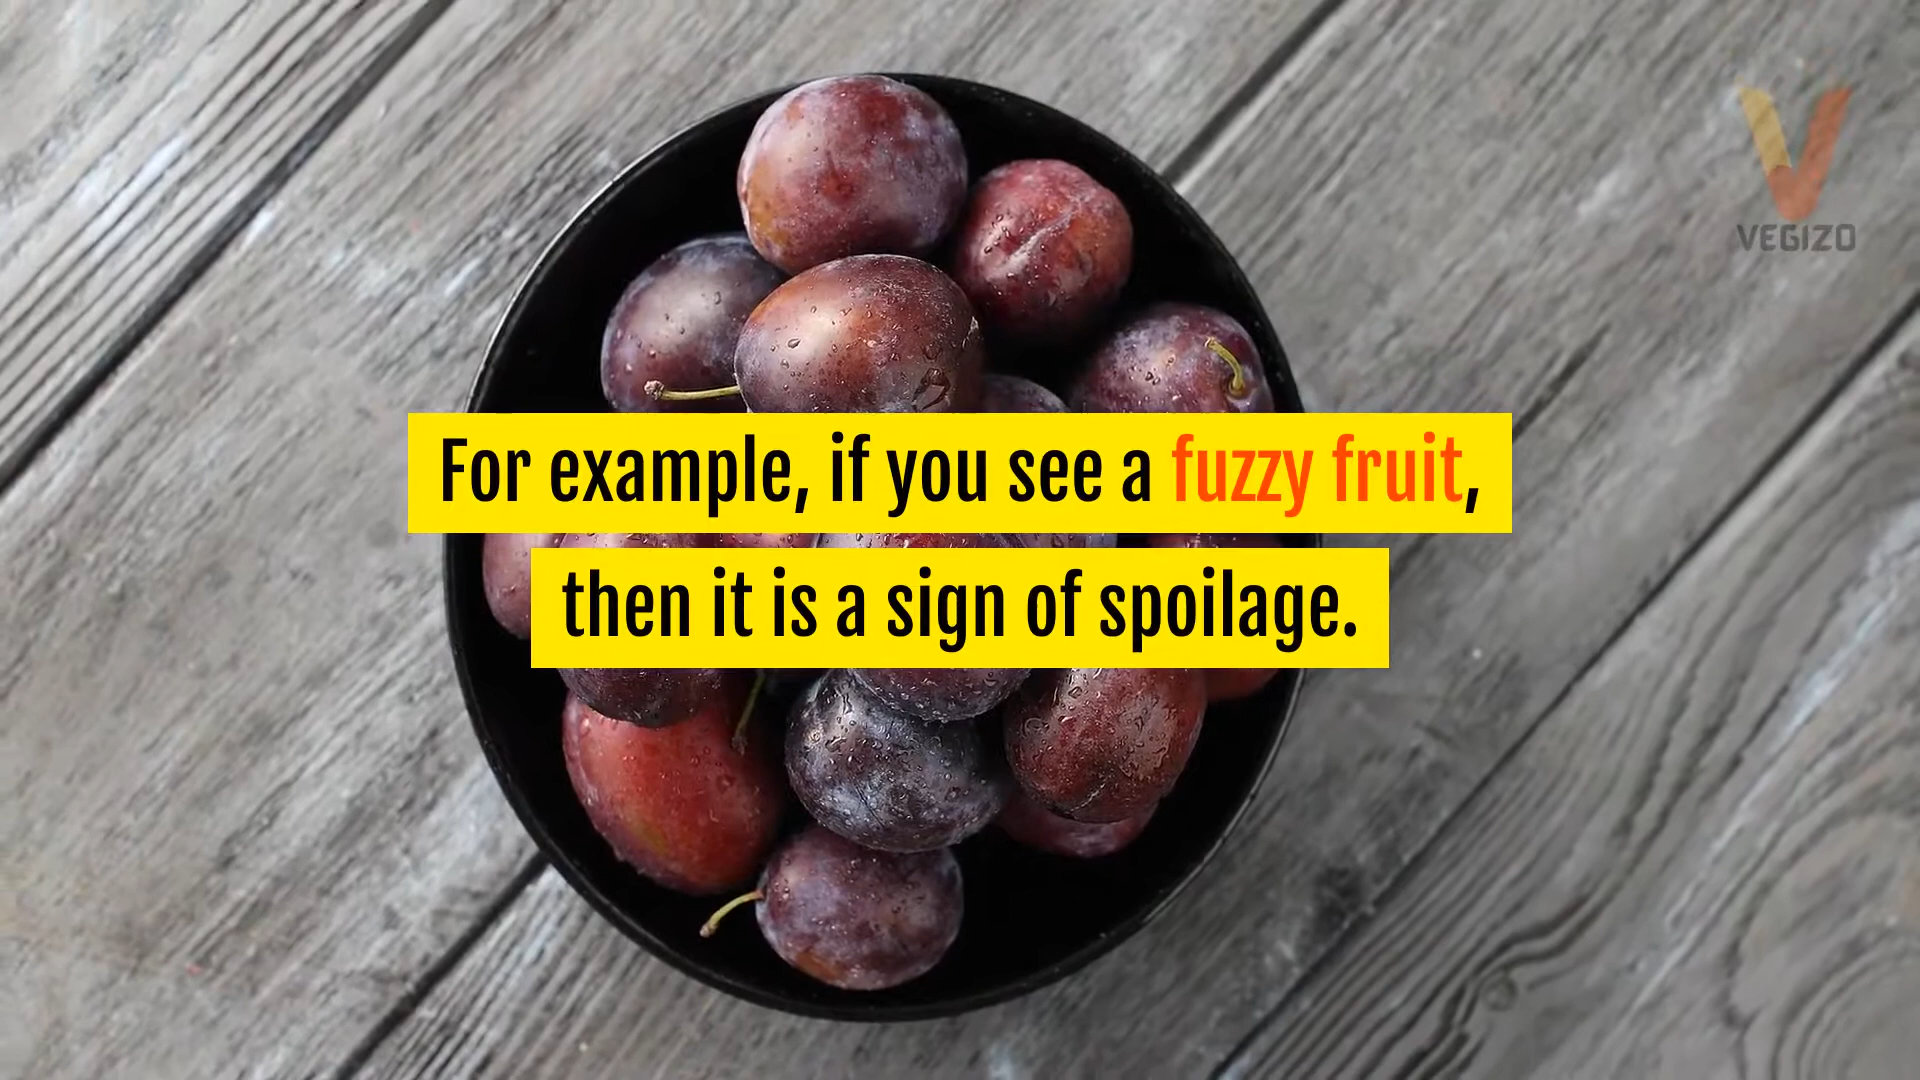 VEGIZO
For example, if you see a fuzzy fruit,
then it is a sign of spoilage.